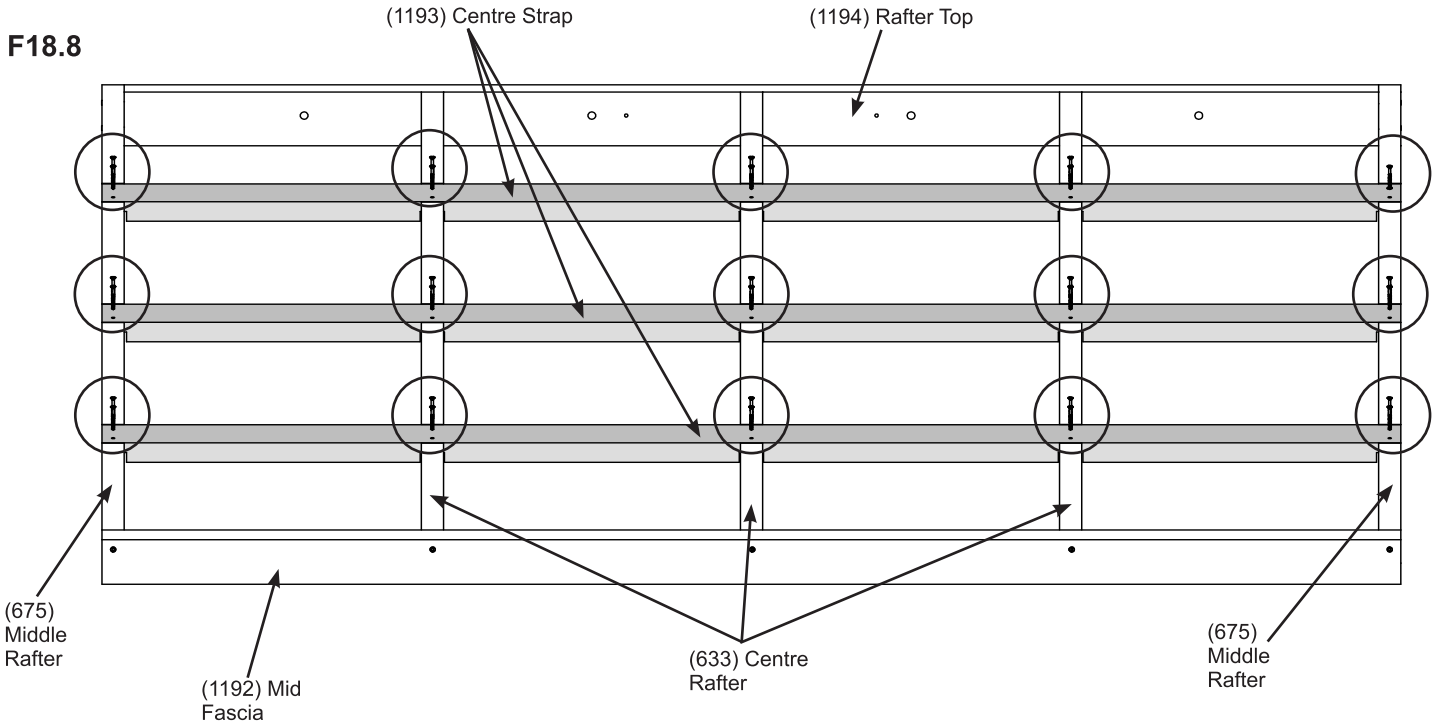 (1193) Centre Strap
(1194) Rafter Top
F18.8
(675)
Middle
Rafter
(1192) Mid
Fascia
(633) Centre
Rafter
(675)
Middle
Rafter